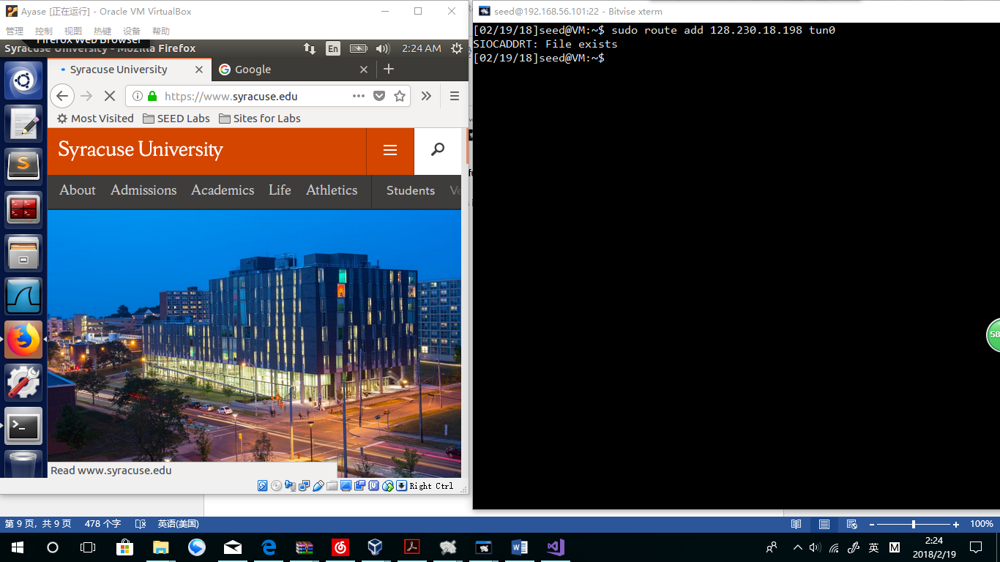 Ayase [正在运行] - Oracle VM VirtualBox
管理 控制 视图 热键 设备 帮助
Firefox Web Browser
Syracuse University - Mozilla Firefox
En
2:24 AM
Syracuse University
Google
https://www.syracuse.edu
Most Visited SEED Labs Sites for Labs
Syracuse University
About Admissions Academics Life Athletics Students
Read www.syracuse.edu
Right Ctrl
seed@192.168.56.101:22 - Bitvise xterm
[02/19/18]seed@VM:~$ sudo route add 128.230.18.198 tun0
SIOCADDRT: File exists
[02/19/18]seed@VM:~$
58
第 9 页，共 9 页 478 个字 英语(美国)
100%
英 M
2:24
2018/2/19